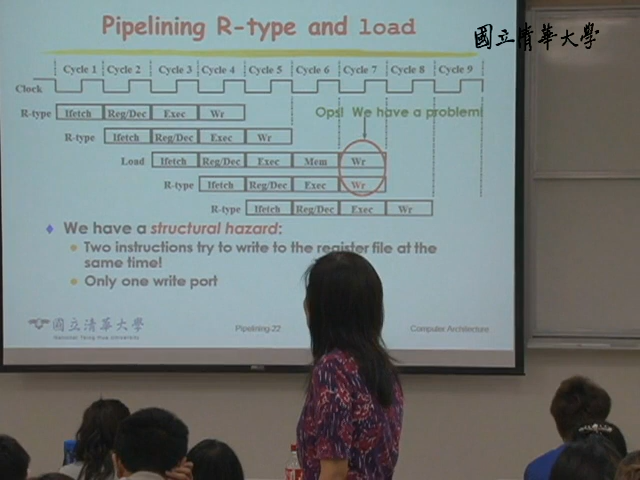 Pipelining R-type and load
國立清華大學
Cycle 1 Cycle 2 Cycle 3 Cycle 4 Cycle 5 Cycle 6 Cycle 7 Cycle 8 Cycle 9
Clock
R-type Ifetch Reg/Dec Exec Wr
Ops! We have a problem!
R-type Ifetch Reg/Dec Exec Wr
Load Ifetch Reg/Dec Exec Mem Wr
R-type Ifetch Reg/Dec Exec Wr
R-type Ifetch Reg/Dec Exec Wr
We have a structural hazard:
Two instructions try to write to the register file at the
same time!
Only one write port
國立清華大學
National Tsing Hua University
Pipelining-22
Computer Architecture